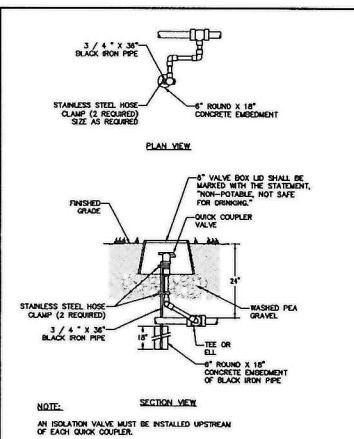 3 / 4 " X 36"
BLACK IRON PIPE
STAINLESS STEEL HOSE
CLAMP (2 REQUIRED)
SIZE AS REQUIRED
6" ROUND X 18"
CONCRETE EMBEDMENT
PLAN VIEW
6" VALVE BOX LID SHALL BE
MARKED WITH THE STATEMENT,
"NON-POTABLE, NOT SAFE
FOR DRINKING."
FINISHED
GRADE
QUICK COUPLER
VALVE
24"
STAINLESS STEEL HOSE
CLAMP (2 REQUIRED)
WASHED PEA
GRAVEL
3 / 4 " X 36"
BLACK IRON PIPE
18"
TEE OR
ELL
6" ROUND X 18"
CONCRETE EMBEDMENT
OF BLACK IRON PIPE
SECTION VIEW
NOTE:
AN ISOLATION VALVE MUST BE INSTALLED UPSTREAM
OF EACH QUICK COUPLER.